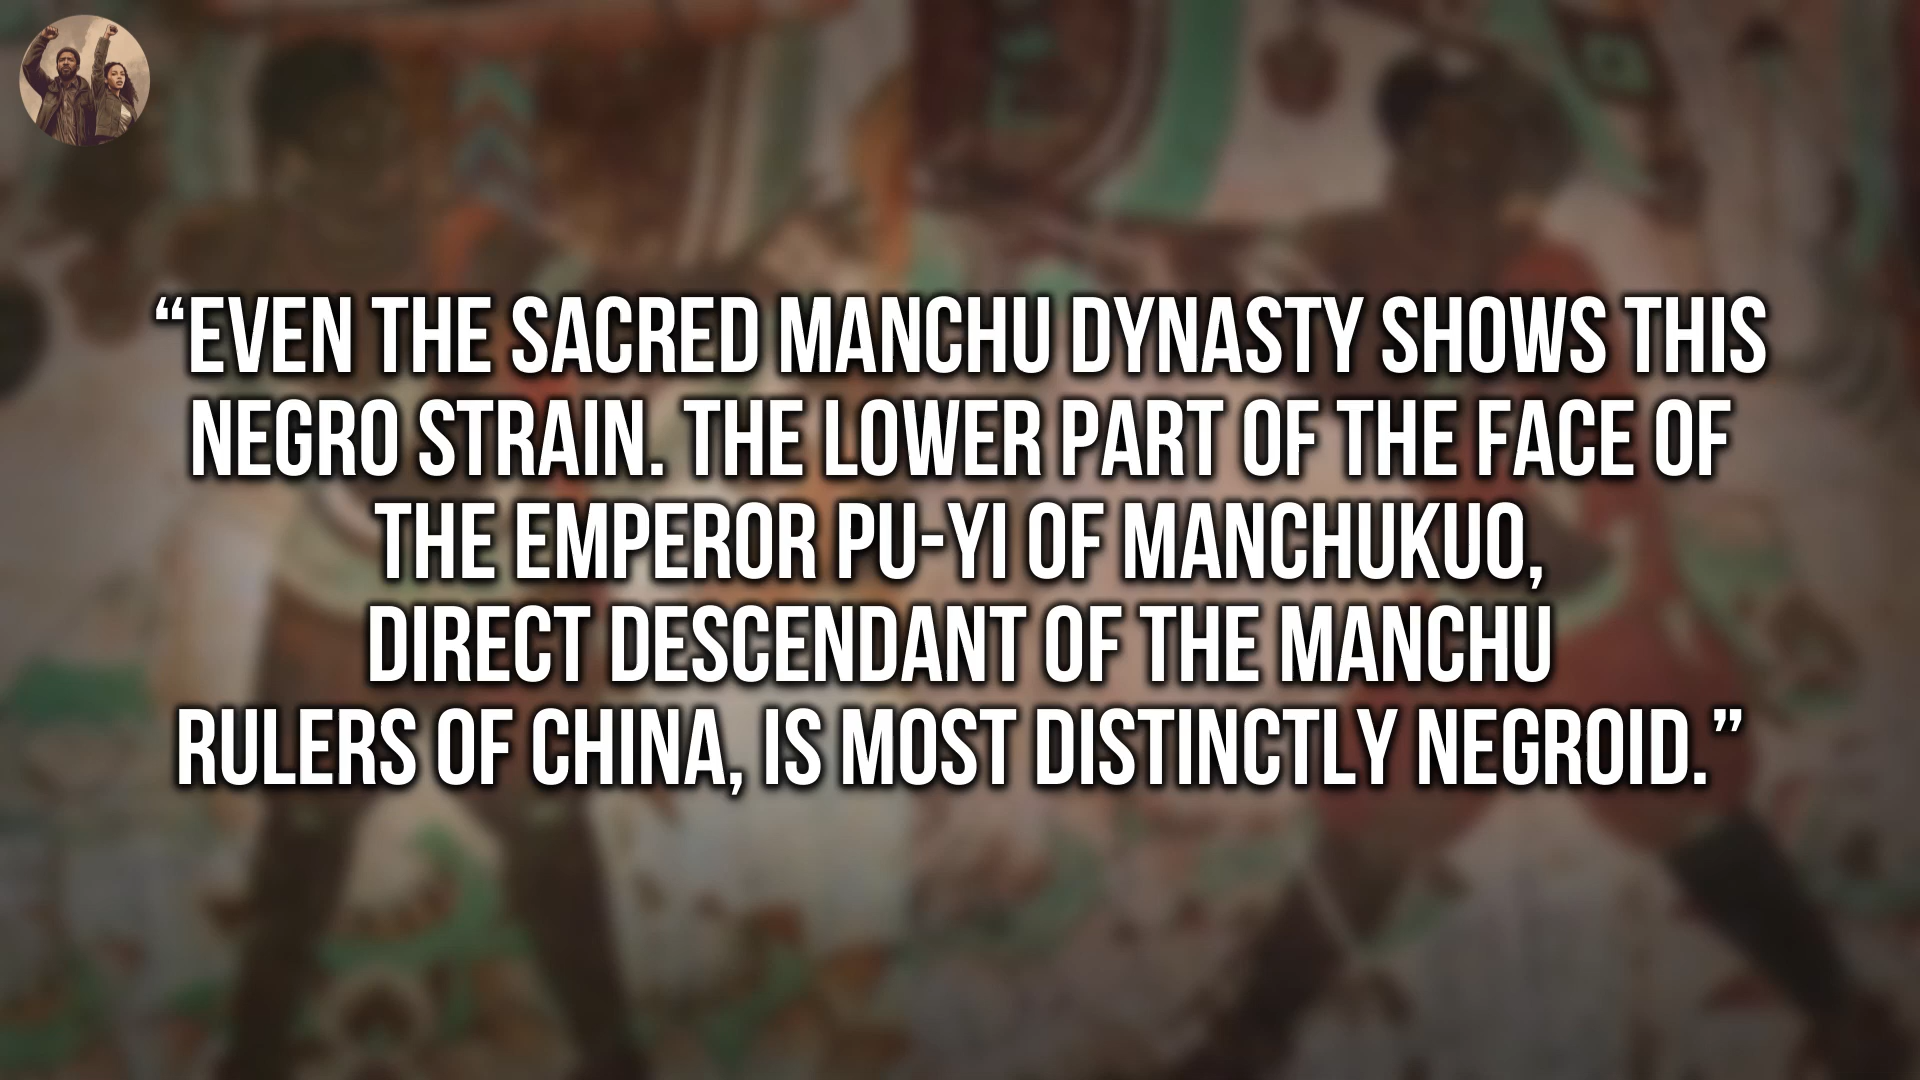 “EVEN THE SACRED MANCHU DYNASTY SHOWS THIS
NEGRO STRAIN. THE LOWER PART OF THE FACE OF
THE EMPEROR PU-YI OF MANCHUKUO,
DIRECT DESCENDANT OF THE MANCHU
RULERS OF CHINA, IS MOST DISTINCTLY NEGROID.”